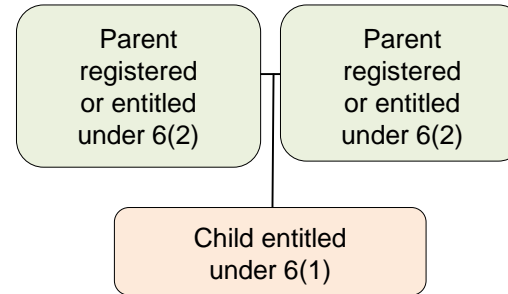 Parent
registered
or entitled
under 6(2)
Parent
registered
or entitled
under 6(2)
Child entitled
under 6(1)